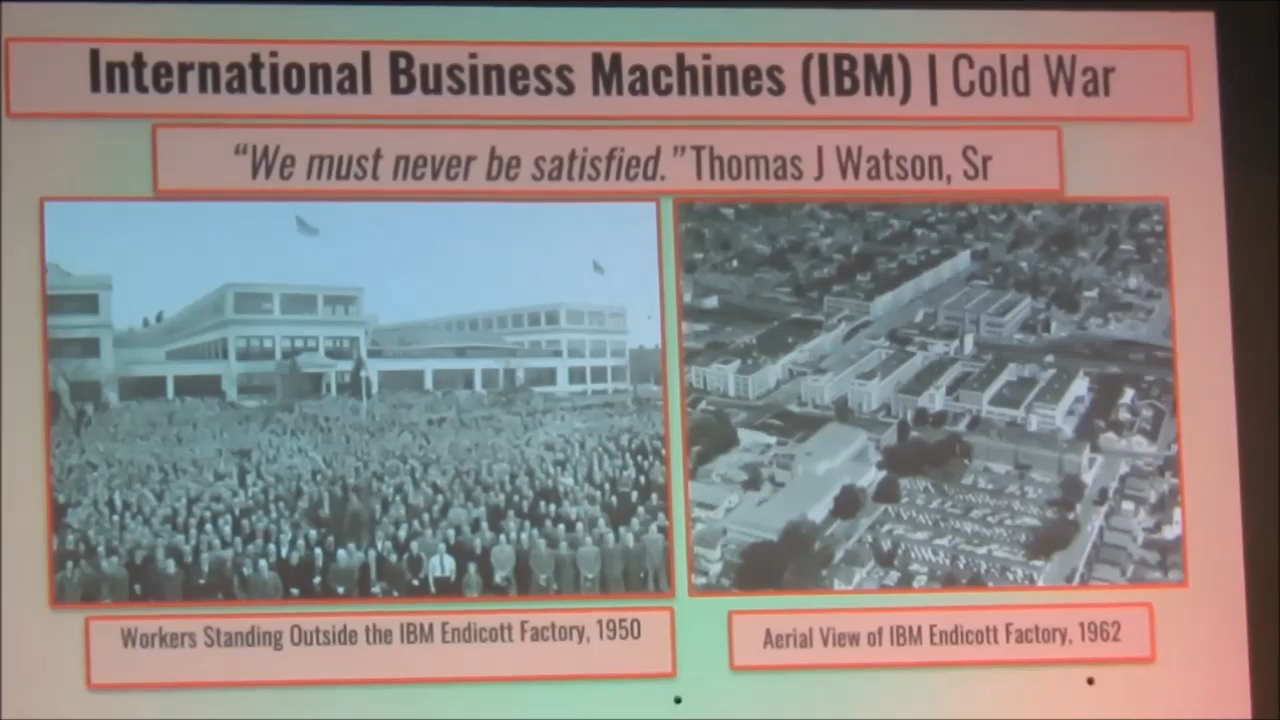 International Business Machines (IBM) | Cold War
“We must never be satisfied.” Thomas J Watson, Sr
Workers Standing Outside the IBM Endicott Factory, 1950
Aerial View of IBM Endicott Factory, 1962